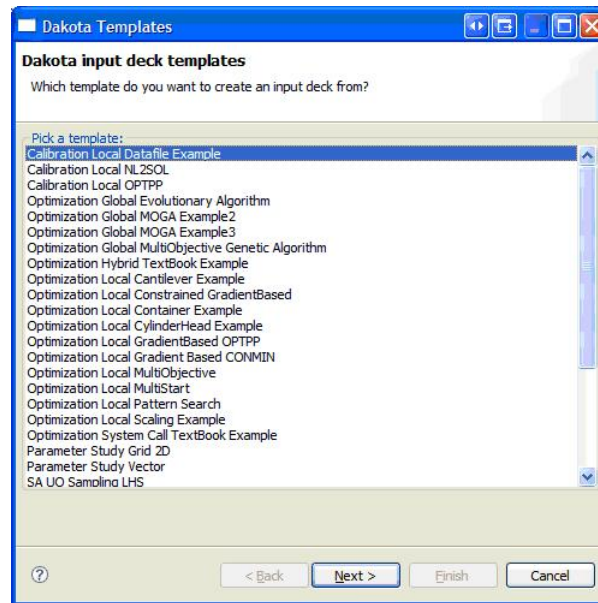 Dakota Templates
Dakota input deck templates
Which template do you want to create an input deck from?
Pick a template:
Calibration Local Datafile Example
Calibration Local NL2SOL
Calibration Local OPTPP
Optimization Global Evolutionary Algorithm
Optimization Global MOGA Example2
Optimization Global MOGA Example3
Optimization Global MultiObjective Genetic Algorithm
Optimization Hybrid TextBook Example
Optimization Local Cantilever Example
Optimization Local Constrained GradientBased
Optimization Local Container Example
Optimization Local CylinderHead Example
Optimization Local GradientBased OPTPP
Optimization Local Gradient Based CONMIN
Optimization Local MultiObjective
Optimization Local MultiStart
Optimization Local Pattern Search
Optimization Local Scaling Example
Optimization System Call TextBook Example
Parameter Study Grid 2D
Parameter Study Vector
SA UQ Sampling LHS
? < Back Next > Finish Cancel